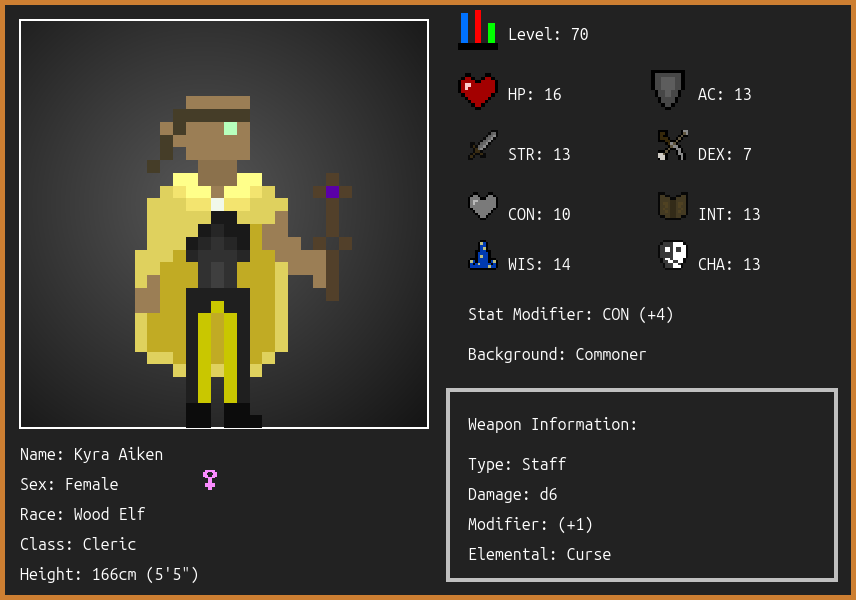 Level: 70
HP: 16
AC: 13
STR: 13
DEX: 7
CON: 10
INT: 13
WIS: 14
CHA: 13
Stat Modifier: CON (+4)
Background: Commoner
Weapon Information:
Type: Staff
Damage: d6
Modifier: (+1)
Elemental: Curse
Name: Kyra Aiken
Sex: Female
Race: Wood Elf
Class: Cleric
Height: 166cm (5'5")